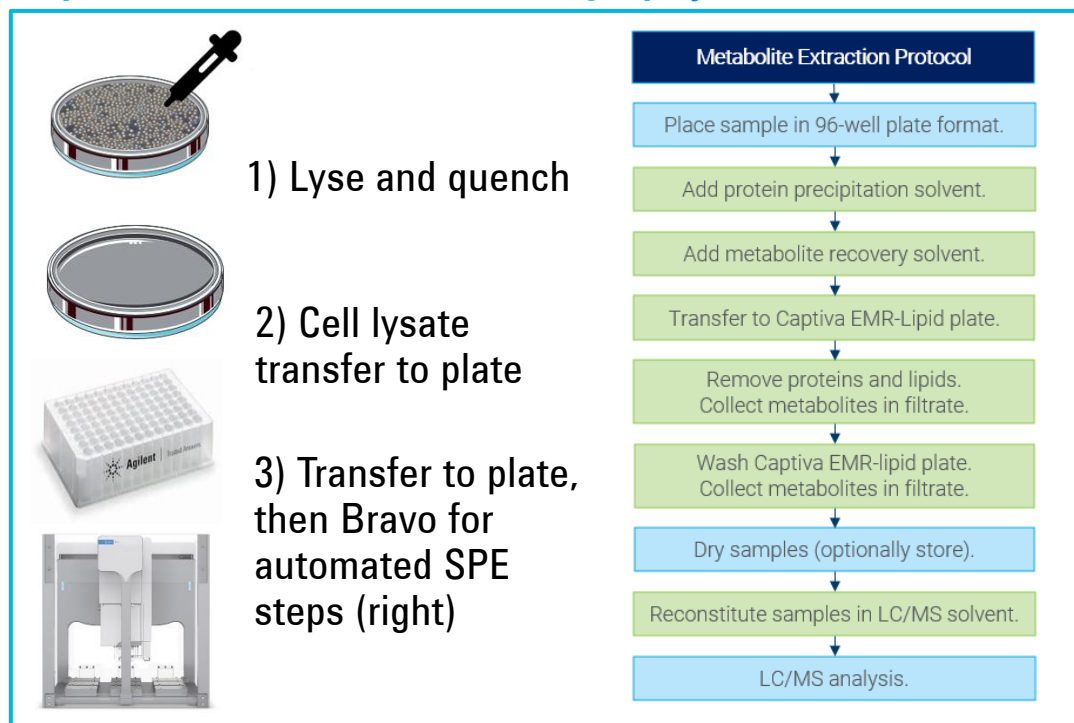 1) Lyse and quench
2) Cell lysate
transfer to plate
Agilent
3) Transfer to plate,
then Bravo for
automated SPE
steps (right)
Metabolite Extraction Protocol
Place sample in 96-well plate format.
Add protein precipitation solvent.
Add metabolite recovery solvent.
Transfer to Captiva EMR-Lipid plate.
Remove proteins and lipids.
Collect metabolites in filtrate.
Wash Captiva EMR-lipid plate.
Collect metabolites in filtrate.
Dry samples (optionally store).
Reconstitute samples in LC/MS solvent.
LC/MS analysis.